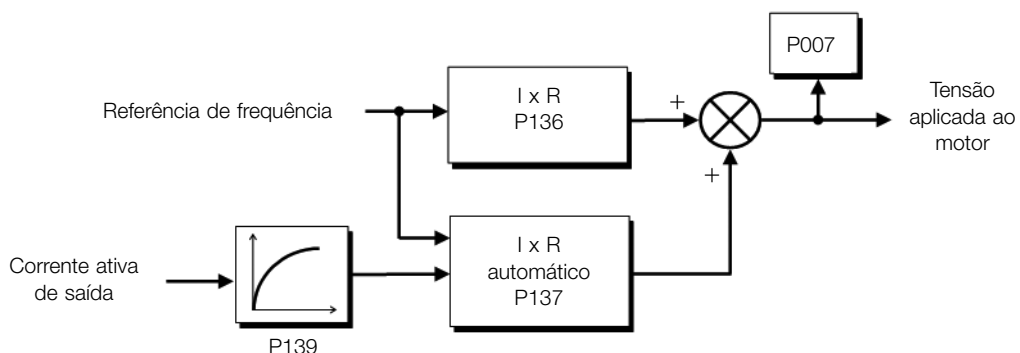 P007
Referência de frequência
I x R
P136
+
Tensão
aplicada ao
motor
+
Corrente ativa
de saída
I x R
automático
P137
P139